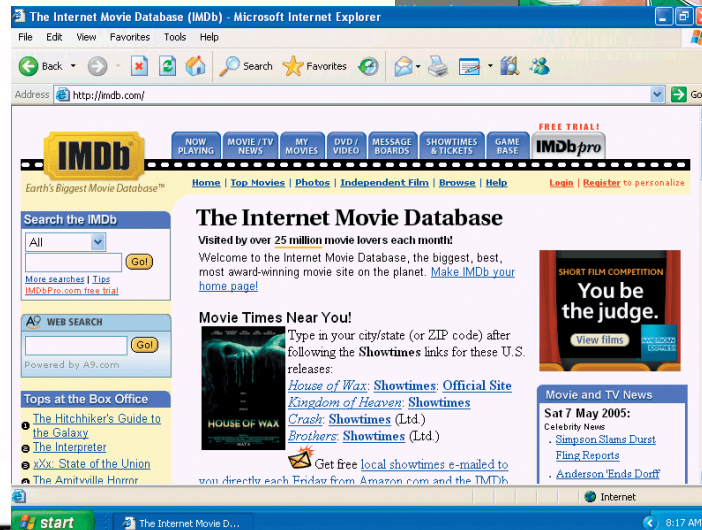 The Internet Movie Database (IMDb) - Microsoft Internet Explorer
File Edit View Favorites Tools Help
Back Search Favorites
Address http://imdb.com/ Go
FREE TRIAL!
IMDb
NOW PLAYING
MOVIE/TV NEWS
MY MOVIES
DVD/VIDEO
MESSAGE BOARDS
SHOWTIMES & TICKETS
GAME BASE
IMDb pro
Earth's Biggest Movie Database™
Home | Top Movies | Photos | Independent Film | Browse | Help
Login | Register to personalize
Search the IMDb
All
Go!
More searches | Tips
IMDbPro.com free trial
A9 WEB SEARCH
Go!
Powered by A9.com
Tops at the Box Office
1 The Hitchhiker's Guide to
the Galaxy
2 The Interpreter
3 xXx: State of the Union
4 The Amityville Horror
The Internet Movie Database
Visited by over 25 million movie lovers each month!
Welcome to the Internet Movie Database, the biggest, best,
most award-winning movie site on the planet. Make IMDb your
home page!
Movie Times Near You!
HOUSE OF WAX
Type in your city/state (or ZIP code) after
following the Showtimes links for these U.S.
releases:
House of Wax: Showtimes: Official Site
Kingdom of Heaven: Showtimes
Crash: Showtimes (Ltd.)
Brothers: Showtimes (Ltd.)
Get free local showtimes e-mailed to
you directly each Friday from Amazon.com and the IMDb
SHORT FILM COMPETITION
You be
the judge.
View films
AMERICAN EXPRESS
Movie and TV News
Sat 7 May 2005:
Celebrity News
. Simpson Slams Durst
Fling Reports
. Anderson 'Ends Dorff
Internet
start
The Internet Movie D...
8:17 AM